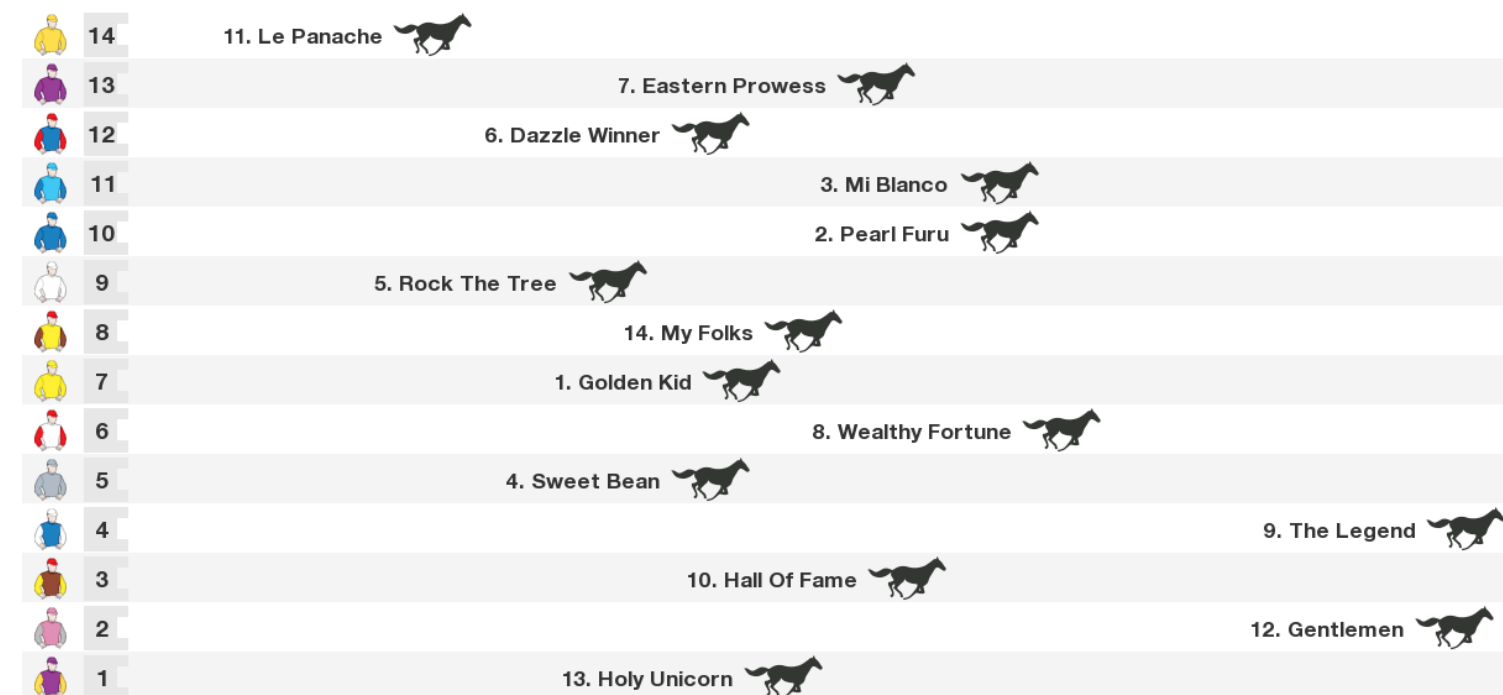 14 11. Le Panache
13 7. Eastern Prowess
12 6. Dazzle Winner
11 3. Mi Blanco
10 2. Pearl Furu
9 5. Rock The Tree
8 14. My Folks
7 1. Golden Kid
6 8. Wealthy Fortune
5 4. Sweet Bean
4 9. The Legend
3 10. Hall Of Fame
2 12. Gentlemen
1 13. Holy Unicorn